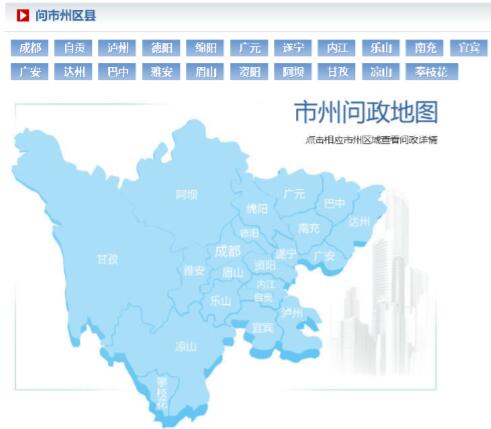 问市州区县
成都 自贡 泸州 德阳 绵阳 广元 遂宁 内江 乐山 南充 宜宾
广安 达州 巴中 雅安 眉山 资阳 阿坝 甘孜 凉山 攀枝花
市州问政地图
点击相应市州区域查看问政详情
阿坝
广元
巴中
绵阳
达州
南充
德阳
成都
遂宁
广安
甘孜
资阳
雅安
眉山
内江
自贡
乐山
泸州
宜宾
凉山
攀枝花